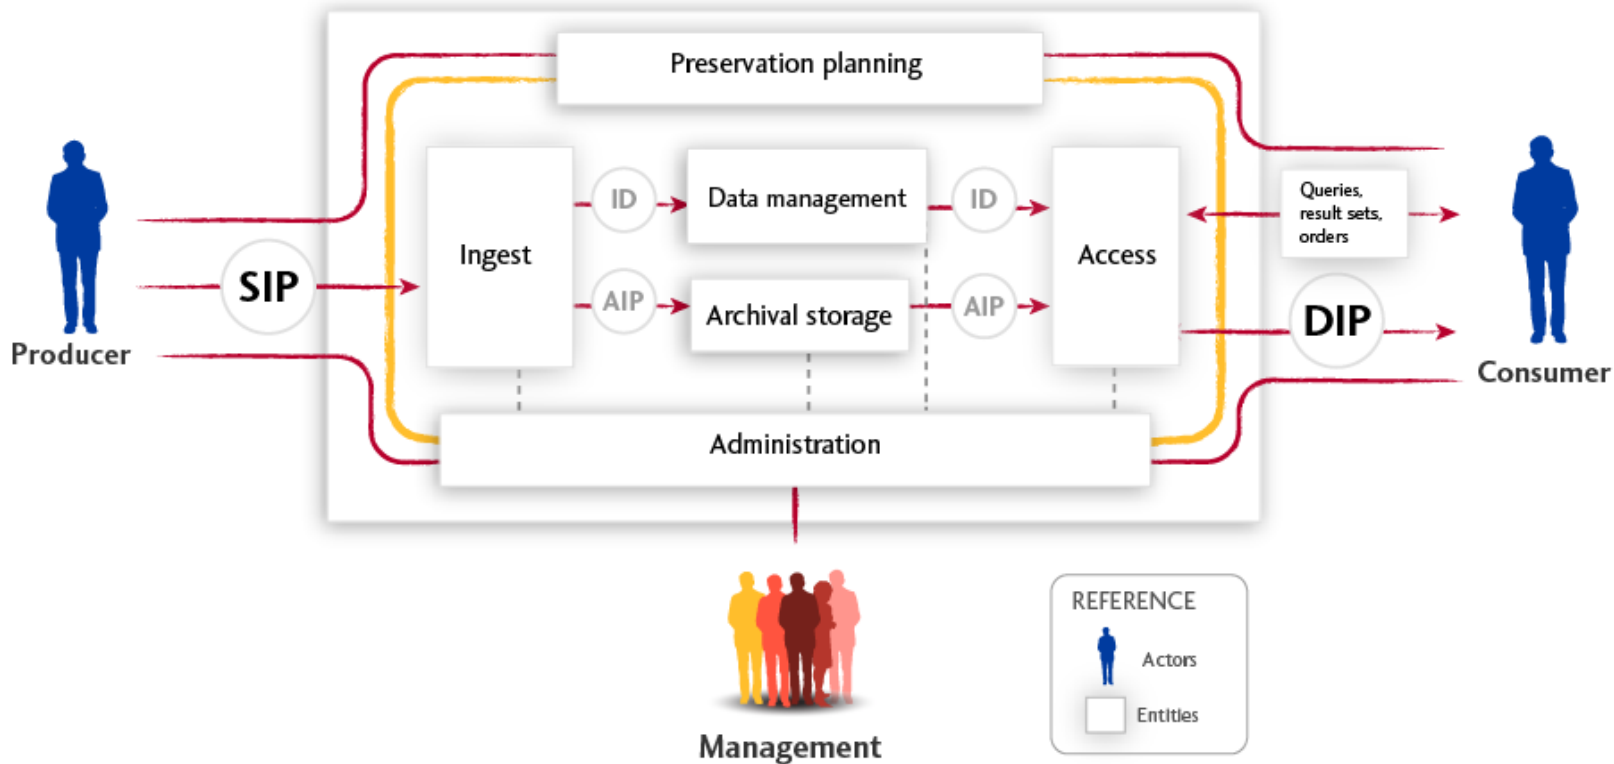 Preservation planning
ID
Data management
ID
Queries,
result sets,
orders
Ingest
Access
SIP
AIP
Archival storage
AIP
DIP
Producer
Consumer
Administration
REFERENCE
Actors
Entities
Management